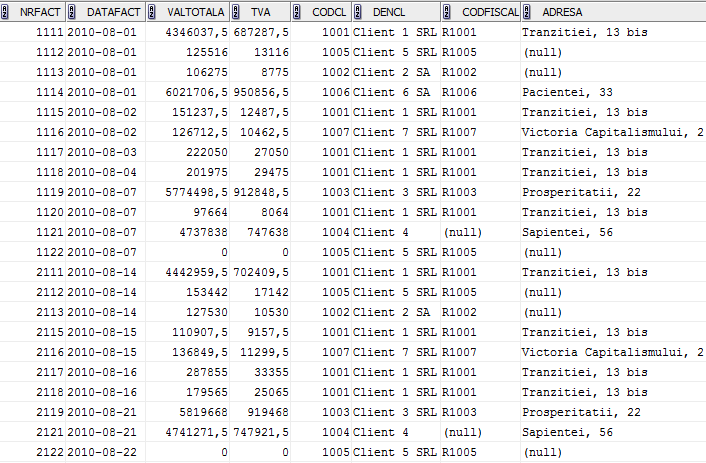 NRFACT DATAFACT VALTOTALA TVA CODCL DENCL CODFISCAL ADRESA
1111 2010-08-01 4346037,5 687287,5 1001 Client 1 SRL R1001 Tranzitiei, 13 bis
1112 2010-08-01 125516 13116 1005 Client 5 SRL R1005 (null)
1113 2010-08-01 106275 8775 1002 Client 2 SA R1002 (null)
1114 2010-08-01 6021706,5 950856,5 1006 Client 6 SA R1006 Pacientei, 33
1115 2010-08-02 151237,5 12487,5 1001 Client 1 SRL R1001 Tranzitiei, 13 bis
1116 2010-08-02 126712,5 10462,5 1007 Client 7 SRL R1007 Victoria Capitalismului, 2
1117 2010-08-03 222050 27050 1001 Client 1 SRL R1001 Tranzitiei, 13 bis
1118 2010-08-04 201975 29475 1001 Client 1 SRL R1001 Tranzitiei, 13 bis
1119 2010-08-07 5774498,5 912848,5 1003 Client 3 SRL R1003 Prosperitatii, 22
1120 2010-08-07 97664 8064 1001 Client 1 SRL R1001 Tranzitiei, 13 bis
1121 2010-08-07 4737838 747638 1004 Client 4 (null) Sapientei, 56
1122 2010-08-07 0 0 1005 Client 5 SRL R1005 (null)
2111 2010-08-14 4442959,5 702409,5 1001 Client 1 SRL R1001 Tranzitiei, 13 bis
2112 2010-08-14 153442 17142 1005 Client 5 SRL R1005 (null)
2113 2010-08-14 127530 10530 1002 Client 2 SA R1002 (null)
2115 2010-08-15 110907,5 9157,5 1001 Client 1 SRL R1001 Tranzitiei, 13 bis
2116 2010-08-15 136849,5 11299,5 1007 Client 7 SRL R1007 Victoria Capitalismului, 2
2117 2010-08-16 287855 33355 1001 Client 1 SRL R1001 Tranzitiei, 13 bis
2118 2010-08-16 179565 25065 1001 Client 1 SRL R1001 Tranzitiei, 13 bis
2119 2010-08-21 5819668 919468 1003 Client 3 SRL R1003 Prosperitatii, 22
2121 2010-08-21 4741271,5 747921,5 1004 Client 4 (null) Sapientei, 56
2122 2010-08-22 0 0 1005 Client 5 SRL R1005 (null)